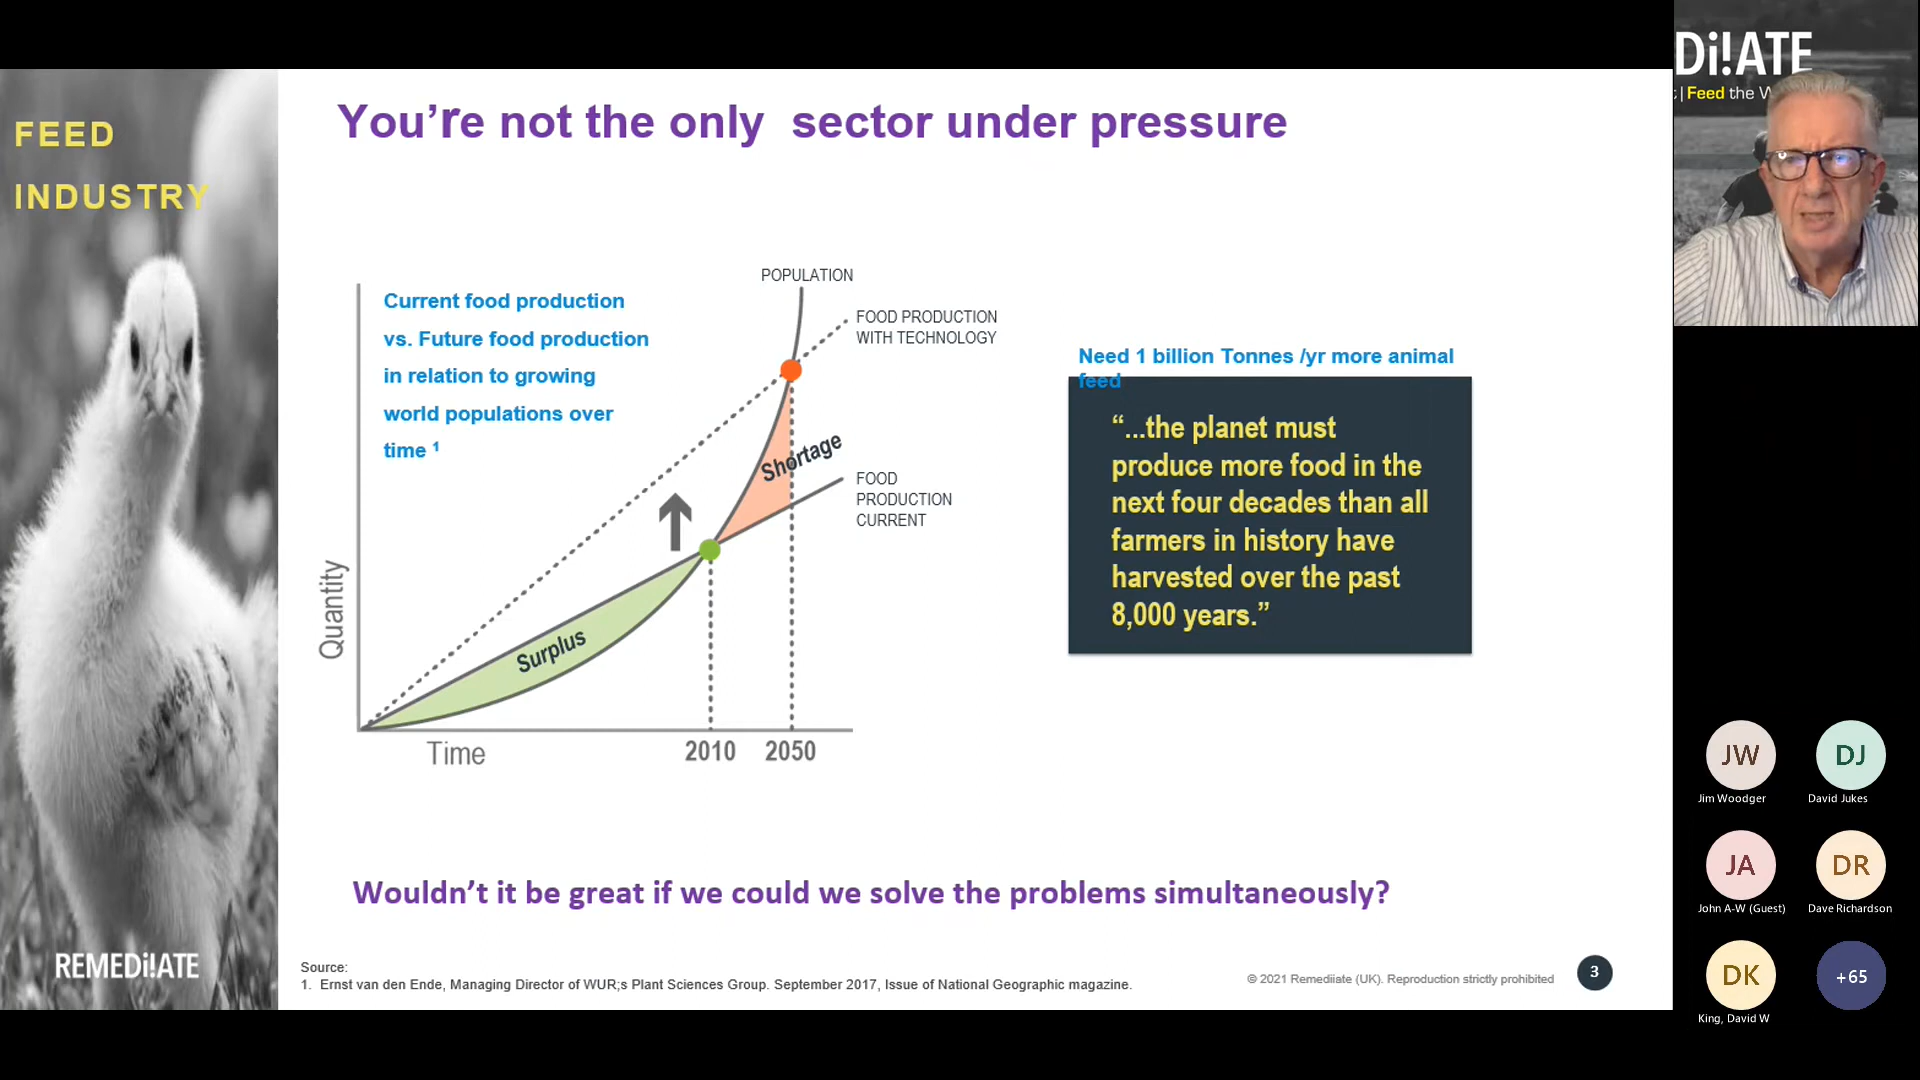 FEED
INDUSTRY
You’re not the only sector under pressure
Current food production
vs. Future food production
in relation to growing
world populations over
time 1
POPULATION
FOOD PRODUCTION
WITH TECHNOLOGY
Shortage
FOOD
PRODUCTION
CURRENT
Surplus
Quantity
Time
2010
2050
Need 1 billion Tonnes /yr more animal
feed
“...the planet must
produce more food in the
next four decades than all
farmers in history have
harvested over the past
8,000 years.”
Wouldn’t it be great if we could we solve the problems simultaneously?
REMEDi!ATE
Source:
1. Ernst van den Ende, Managing Director of WUR;s Plant Sciences Group. September 2017, Issue of National Geographic magazine.
© 2021 Remediiate (UK). Reproduction strictly prohibited
3
Di!ATE
| Feed the W
JW
Jim Woodger
DJ
David Jukes
JA
John A-W (Guest)
DR
Dave Richardson
DK
King, David W
+65